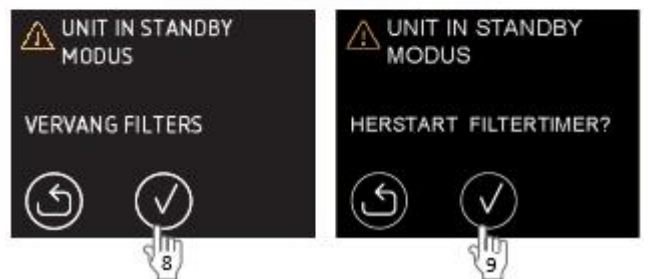 UNIT IN STANDBY
MODUS
VERVANG FILTERS
8
UNIT IN STANDBY
MODUS
HERSTART FILTERTIMER?
9